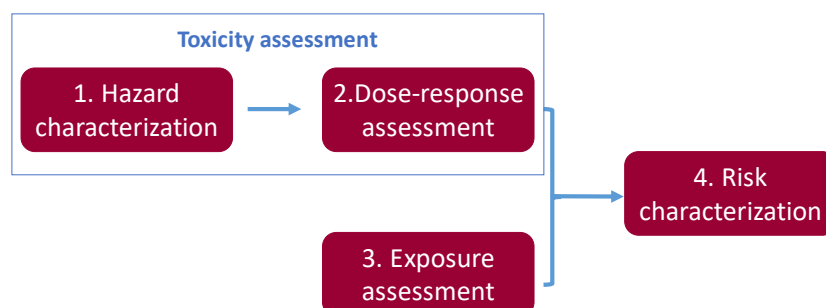 Toxicity assessment
1. Hazard
characterization
2.Dose-response
assessment
4. Risk
characterization
3. Exposure
assessment